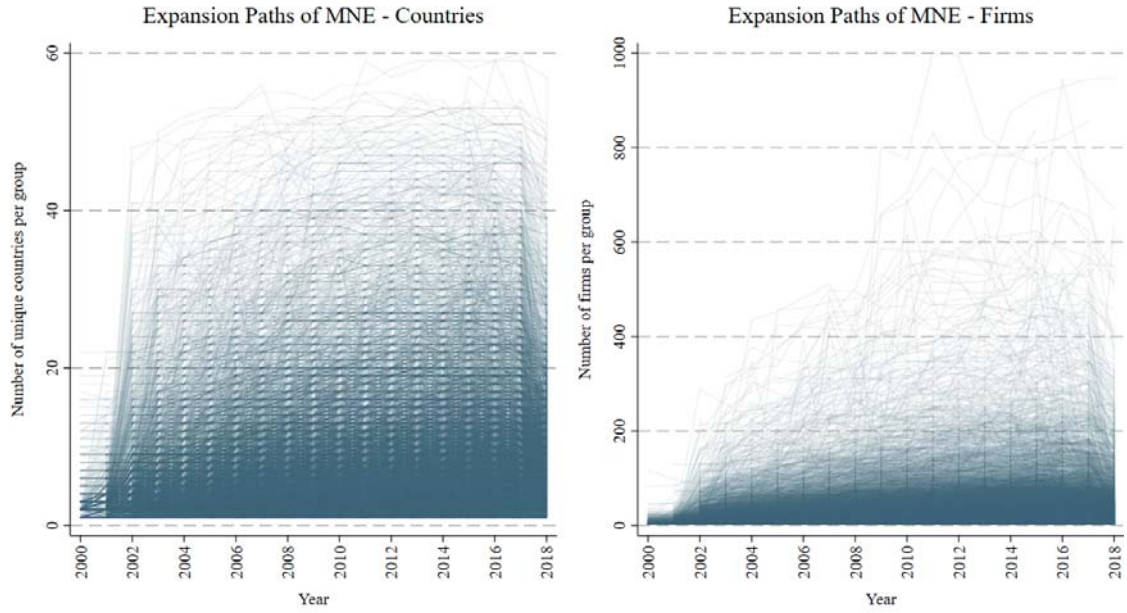 Expansion Paths of MNE - Countries
Number of unique countries per group
60
40
20
0
2000 2002 2004 2006 2008 2010 2012 2014 2016 2018
Year
Expansion Paths of MNE - Firms
Number of firms per group
1000
800
600
400
200
0
2000 2002 2004 2006 2008 2010 2012 2014 2016 2018
Year